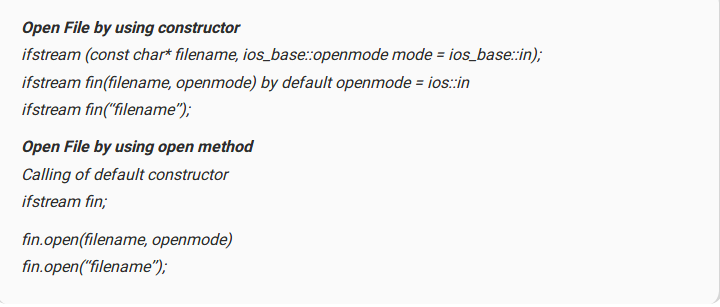 Open File by using constructor
ifstream (const char* filename, ios_base::openmode mode = ios_base::in);
ifstream fin(filename, openmode) by default openmode = ios::in
ifstream fin(“filename”);
Open File by using open method
Calling of default constructor
ifstream fin;
fin.open(filename, openmode)
fin.open(“filename”);